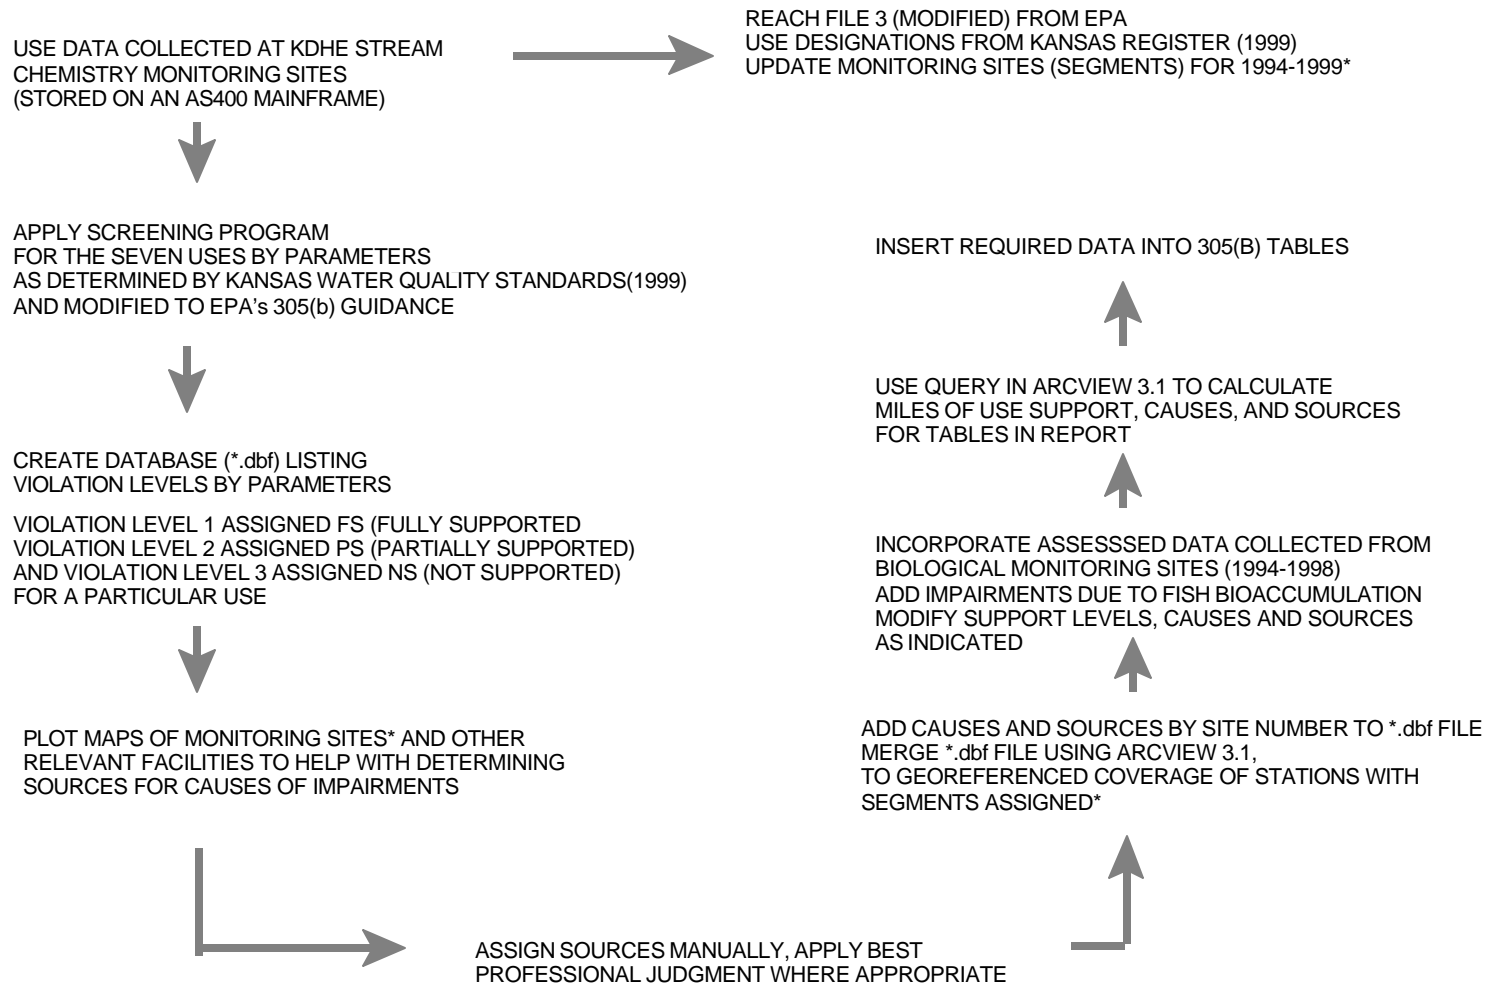 USE DATA COLLECTED AT KDHE STREAM
CHEMISTRY MONITORING SITES
(STORED ON AN AS400 MAINFRAME)
REACH FILE 3 (MODIFIED) FROM EPA
USE DESIGNATIONS FROM KANSAS REGISTER (1999)
UPDATE MONITORING SITES (SEGMENTS) FOR 1994-1999*
APPLY SCREENING PROGRAM
FOR THE SEVEN USES BY PARAMETERS
AS DETERMINED BY KANSAS WATER QUALITY STANDARDS(1999)
AND MODIFIED TO EPA's 305(b) GUIDANCE
CREATE DATABASE (*.dbf) LISTING
VIOLATION LEVELS BY PARAMETERS
VIOLATION LEVEL 1 ASSIGNED FS (FULLY SUPPORTED
VIOLATION LEVEL 2 ASSIGNED PS (PARTIALLY SUPPORTED)
AND VIOLATION LEVEL 3 ASSIGNED NS (NOT SUPPORTED)
FOR A PARTICULAR USE
PLOT MAPS OF MONITORING SITES* AND OTHER
RELEVANT FACILITIES TO HELP WITH DETERMINING
SOURCES FOR CAUSES OF IMPAIRMENTS
ASSIGN SOURCES MANUALLY, APPLY BEST
PROFESSIONAL JUDGMENT WHERE APPROPRIATE
ADD CAUSES AND SOURCES BY SITE NUMBER TO *.dbf FILE
MERGE *.dbf FILE USING ARCVIEW 3.1,
TO GEOREFERENCED COVERAGE OF STATIONS WITH
SEGMENTS ASSIGNED*
INCORPORATE ASSESSSED DATA COLLECTED FROM
BIOLOGICAL MONITORING SITES (1994-1998)
ADD IMPAIRMENTS DUE TO FISH BIOACCUMULATION
MODIFY SUPPORT LEVELS, CAUSES AND SOURCES
AS INDICATED
USE QUERY IN ARCVIEW 3.1 TO CALCULATE
MILES OF USE SUPPORT, CAUSES, AND SOURCES
FOR TABLES IN REPORT
INSERT REQUIRED DATA INTO 305(B) TABLES